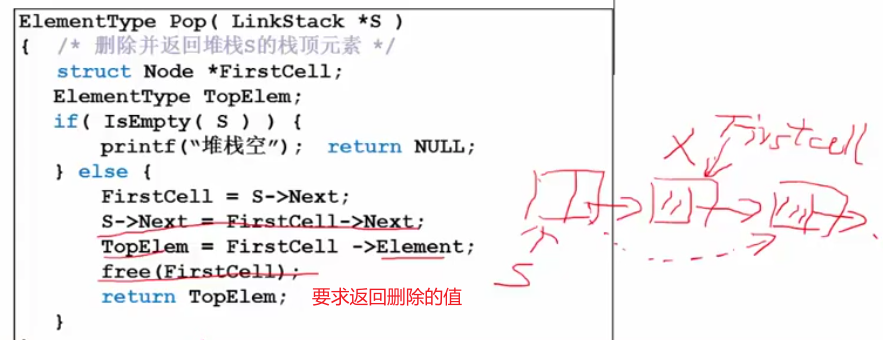 ElementType Pop( LinkStack *S )
{ /* 删除并返回堆栈S的栈顶元素 */
struct Node *FirstCell;
ElementType TopElem;
if( IsEmpty( S ) ) {
printf(“堆栈空”); return NULL;
} else {
FirstCell = S->Next;
S->Next = FirstCell->Next;
TopElem = FirstCell ->Element;
free(FirstCell);
return TopElem; 要求返回删除的值
}
X Firstcell
S